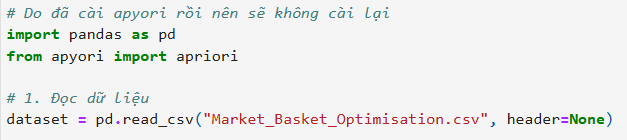 # Do đã cài apyori rồi nên sẽ không cài lại
import pandas as pd
from apyori import apriori
# 1. Đọc dữ liệu
dataset = pd.read_csv("Market_Basket_Optimisation.csv", header=None)